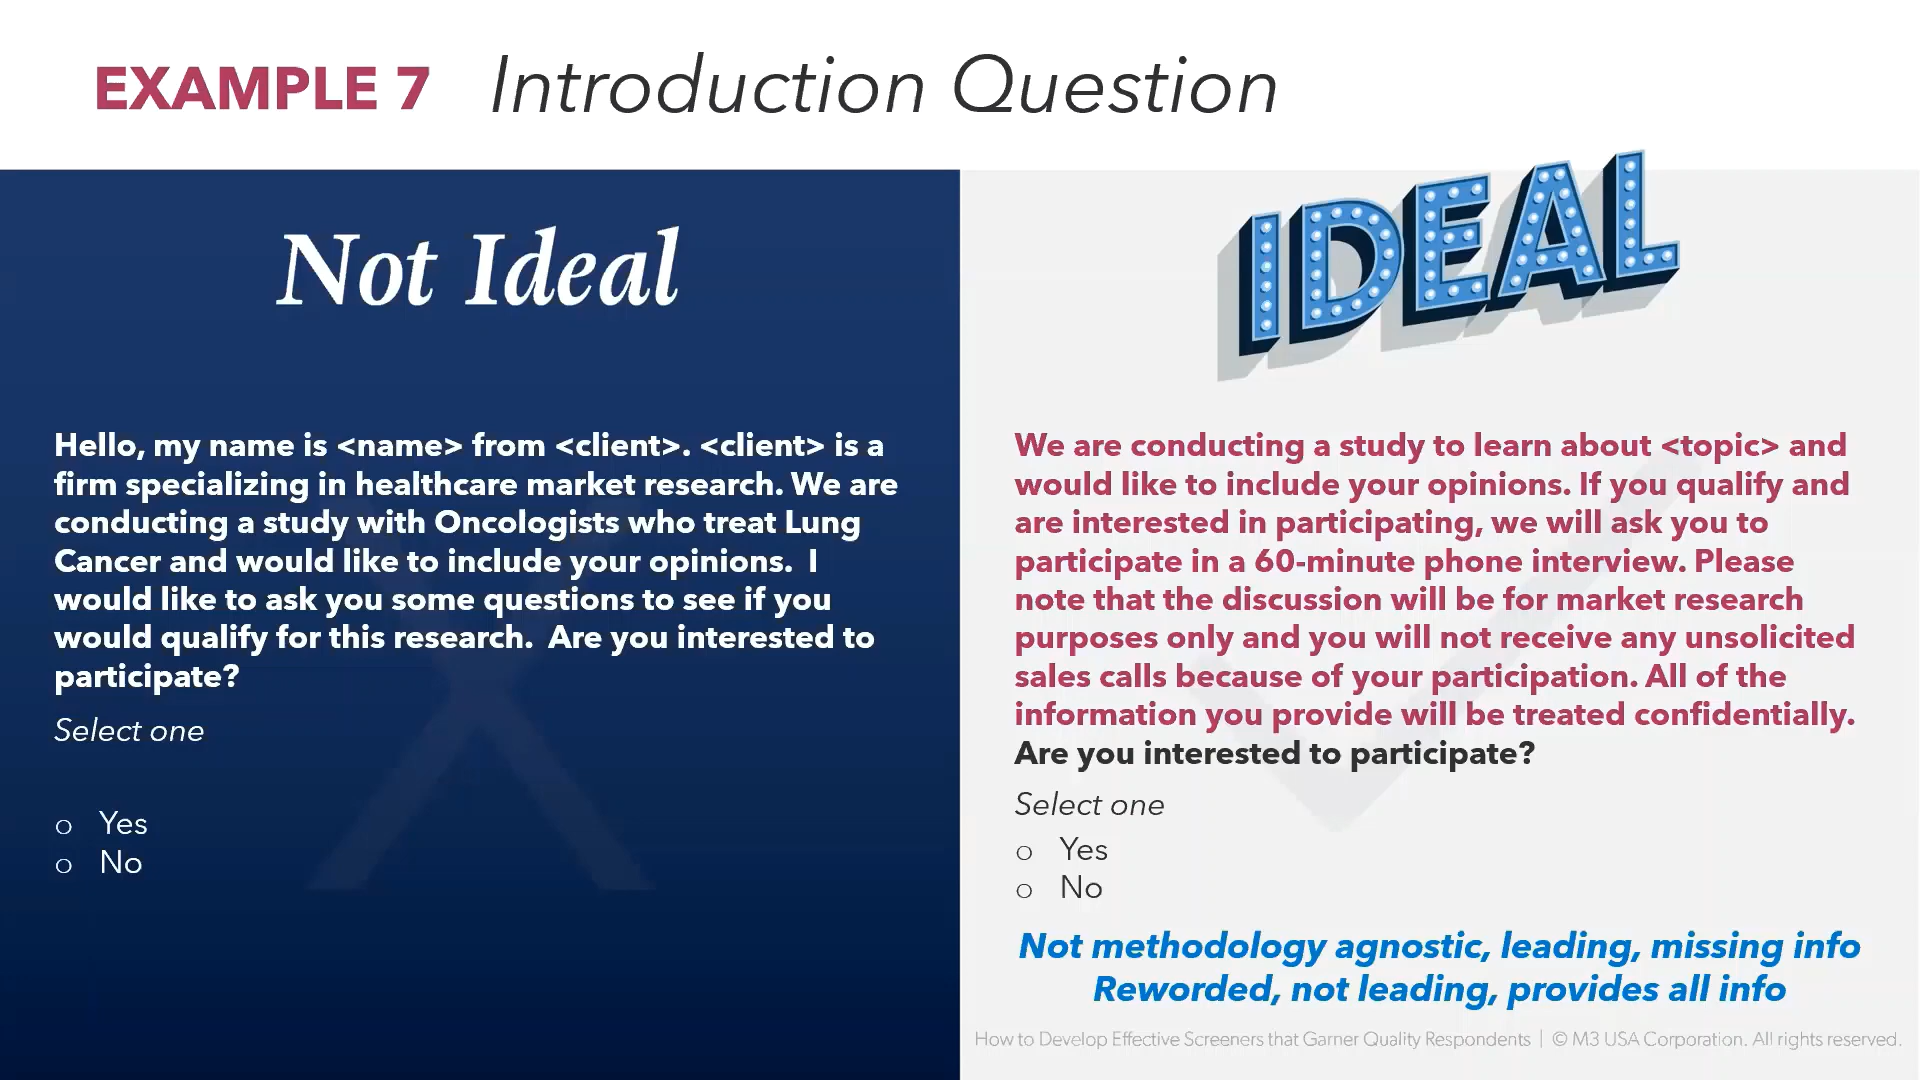 EXAMPLE 7 Introduction Question
Not Ideal
Hello, my name is <name> from <client>. <client> is a
firm specializing in healthcare market research. We are
conducting a study with Oncologists who treat Lung
Cancer and would like to include your opinions.  I
would like to ask you some questions to see if you
would qualify for this research.  Are you interested to
participate?
Select one
o Yes
o No
IDEAL
We are conducting a study to learn about <topic> and
would like to include your opinions. If you qualify and
are interested in participating, we will ask you to
participate in a 60-minute phone interview. Please
note that the discussion will be for market research
purposes only and you will not receive any unsolicited
sales calls because of your participation. All of the
information you provide will be treated confidentially.
Are you interested to participate?
Select one
o Yes
o No
Not methodology agnostic, leading, missing info
Reworded, not leading, provides all info
How to Develop Effective Screeners that Garner Quality Respondents | © M3 USA Corporation. All rights reserved.